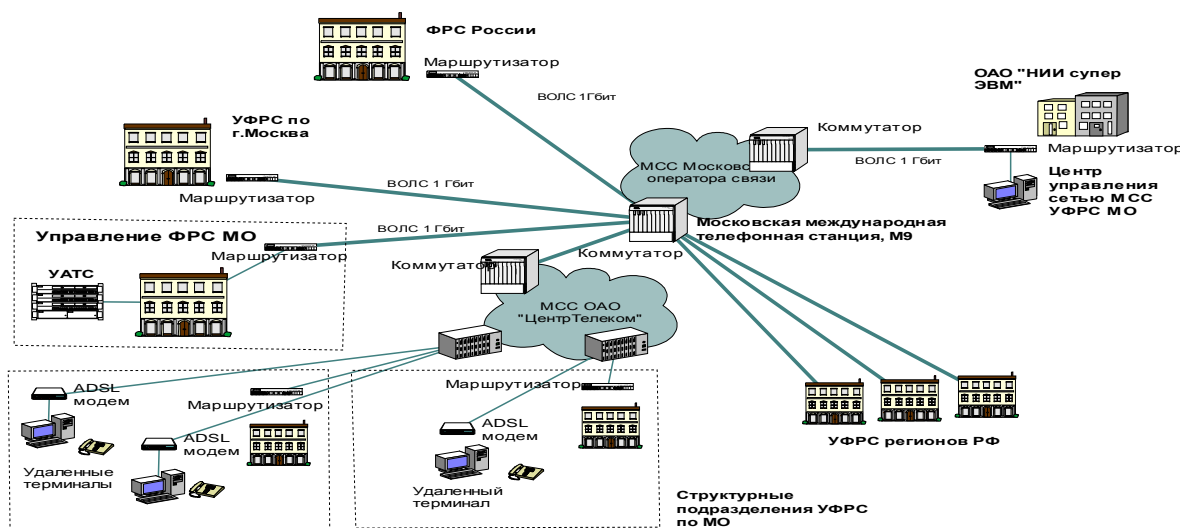 ФРС России
Маршрутизатор
ВОЛС 1Гбит
ОАО "НИИ супер
ЭВМ"
УФРС по
г.Москва
Коммутатор
Маршрутизатор
МСС Московс
оператора связи
ВОЛС 1 Гбит
Центр
управления
сетью МСС
УФРС МО
ВОЛС 1 Гбит
Маршрутизатор
Московская международная
телефонная станция, М9
Управление ФРС МО
ВОЛС 1 Гбит
Маршрутизатор
Коммутатор
Коммутатор
УАТС
МСС ОАО
"ЦентрТелеком"
ADSL
модем
Маршрутизатор
Маршрутизатор
ADSL
модем
ADSL
модем
УФРС регионов РФ
Удаленные
терминалы
Удаленный
терминал
Структурные
подразделения УФРС
по МО